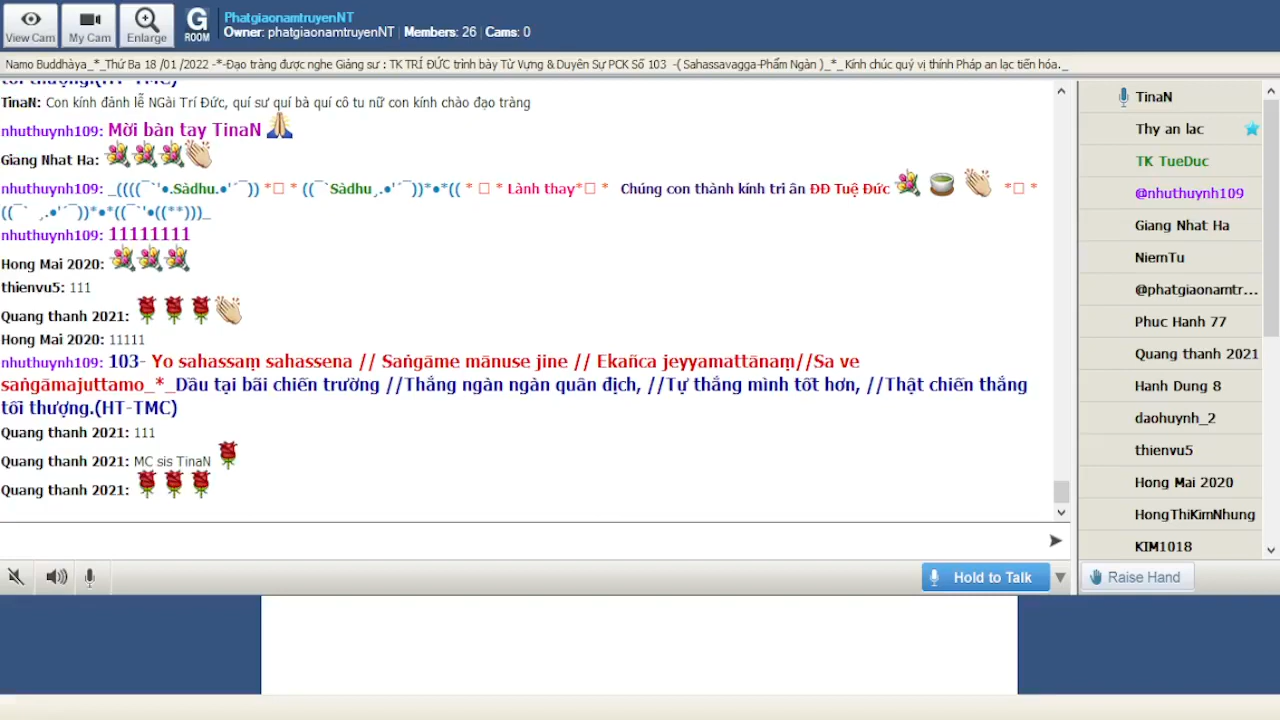 View Cam
My Cam
Enlarge
G
ROOM
PhatgiaonamtruyenNT
Owner: phatgiaonamtruyenNT | Members: 26 | Cams: 0
Namo Buddhàya_*_Thứ Ba 18 /01 /2022 -*-Đạo tràng được nghe Giảng sư : TK TRÍ ĐỨC trình bày Từ Vựng & Duyên Sự PCK Số 103 -( Sahassavagga-Phẩm Ngàn )_*_Kính chúc quý vị thính Pháp an lạc tiến hóa._
tối thượng.(HT-TMC)
TinaN: Con kính đảnh lễ NGài Trí Đức, quí sư quí bà quí cô tu nữ con kính chào đạo tràng
nhuthuynh109: Mời bàn tay TinaN
Giang Nhat Ha:
nhuthuynh109: _((((¯`'•.Sàdhu.•'´¯)) *□ * ((¯`Sàdhu¸.•'´¯))*•*(( * □ * Lành thay*□ * Chúng con thành kính tri ân ĐĐ Tuệ Đức *□ *
((¯` ¸.•'´¯))*•*((¯`'•((**)))_
nhuthuynh109: 11111111
Hong Mai 2020:
thienvu5: 111
Quang thanh 2021:
Hong Mai 2020: 11111
nhuthuynh109: 103- Yo sahassaṃ sahassena // Saṅgāme mānuse jine // Ekañca jeyyamattānaṃ//Sa ve
saṅgāmajuttamo_*_Dầu tại bãi chiến trường //Thắng ngàn ngàn quân địch, //Tự thắng mình tốt hơn, //Thật chiến thắng
tối thượng.(HT-TMC)
Quang thanh 2021: 111
Quang thanh 2021: MC sis TinaN
Quang thanh 2021:
Hold to Talk
TinaN
Thy an lac
TK TueDuc
@nhuthuynh109
Giang Nhat Ha
NiemTu
@phatgiaonamtr...
Phuc Hanh 77
Quang thanh 2021
Hanh Dung 8
daohuynh_2
thienvu5
Hong Mai 2020
HongThiKimNhung
KIM1018
Raise Hand